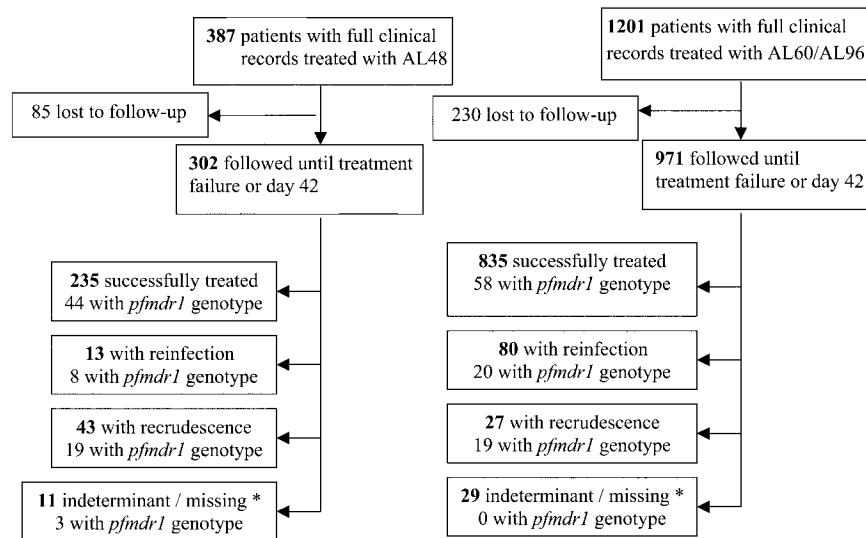 387 patients with full clinical
records treated with AL48
85 lost to follow-up
302 followed until treatment
failure or day 42
235 successfully treated
44 with pfmdr1 genotype
13 with reinfection
8 with pfmdr1 genotype
43 with recrudescence
19 with pfmdr1 genotype
11 indeterminant / missing *
3 with pfmdr1 genotype
1201 patients with full clinical
records treated with AL60/AL96
230 lost to follow-up
971 followed until
treatment failure or day 42
835 successfully treated
58 with pfmdr1 genotype
80 with reinfection
20 with pfmdr1 genotype
27 with recrudescence
19 with pfmdr1 genotype
29 indeterminant / missing *
0 with pfmdr1 genotype